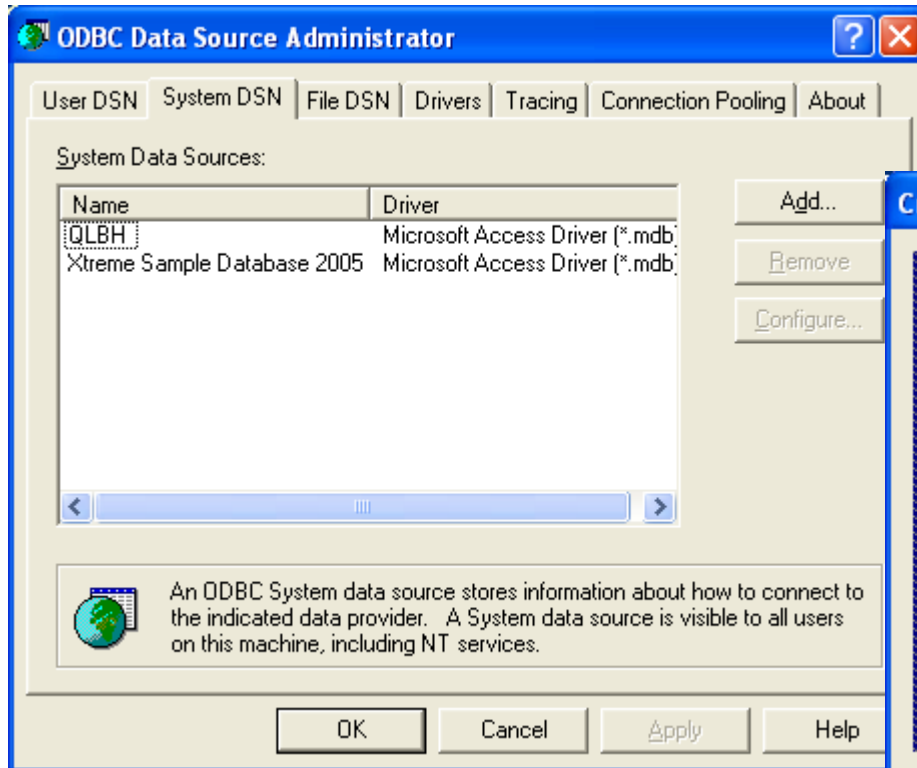 ODBC Data Source Administrator
User DSN System DSN File DSN Drivers Tracing Connection Pooling About
System Data Sources:
Name Driver
QLBH Microsoft Access Driver (*.mdb)
Xtreme Sample Database 2005 Microsoft Access Driver (*.mdb
Add...
C
Remove
Configure...
An ODBC System data source stores information about how to connect to
the indicated data provider. A System data source is visible to all users
on this machine, including NT services.
OK Cancel Apply Help